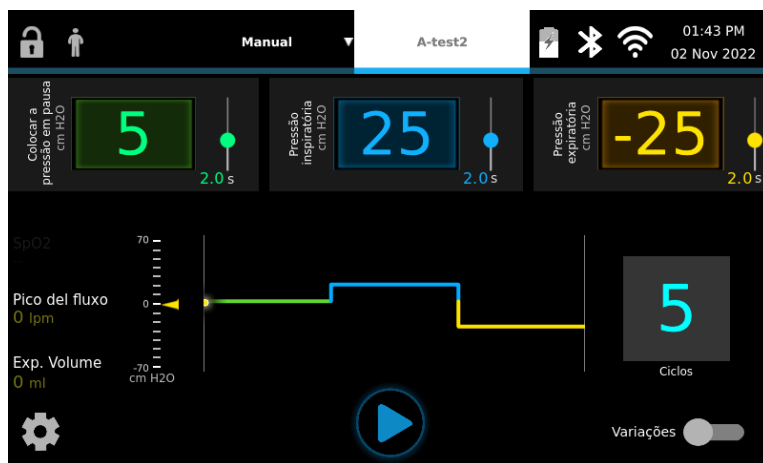 Manual
A-test2
01:43 PM
02 Nov 2022
Colocar a
pressão em pausa
cm H2O
5
2.0 s
Pressão
inspiratória
cm H2O
25
2.0 s
Pressão
expiratória
cm H2O
-25
2.0 s
SpO2
--
Pico del fluxo
0 lpm
Exp. Volume
0 ml
70
0
-70
cm H2O
5
Ciclos
Variações